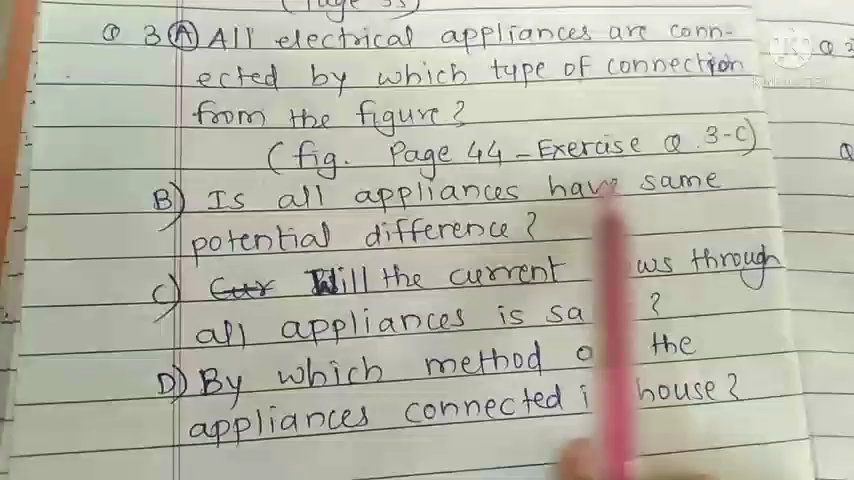 (Page 33)
Q 3 (A) All electrical appliances are conn-
ected by which type of connection
from the figure?
(fig. Page 44 - Exercise Q. 3-C)
B) Is all appliances have same
potential difference?
C) Will the current ws through
all appliances is sa ?
D) By which method the
appliances connected i house?
Q
Q